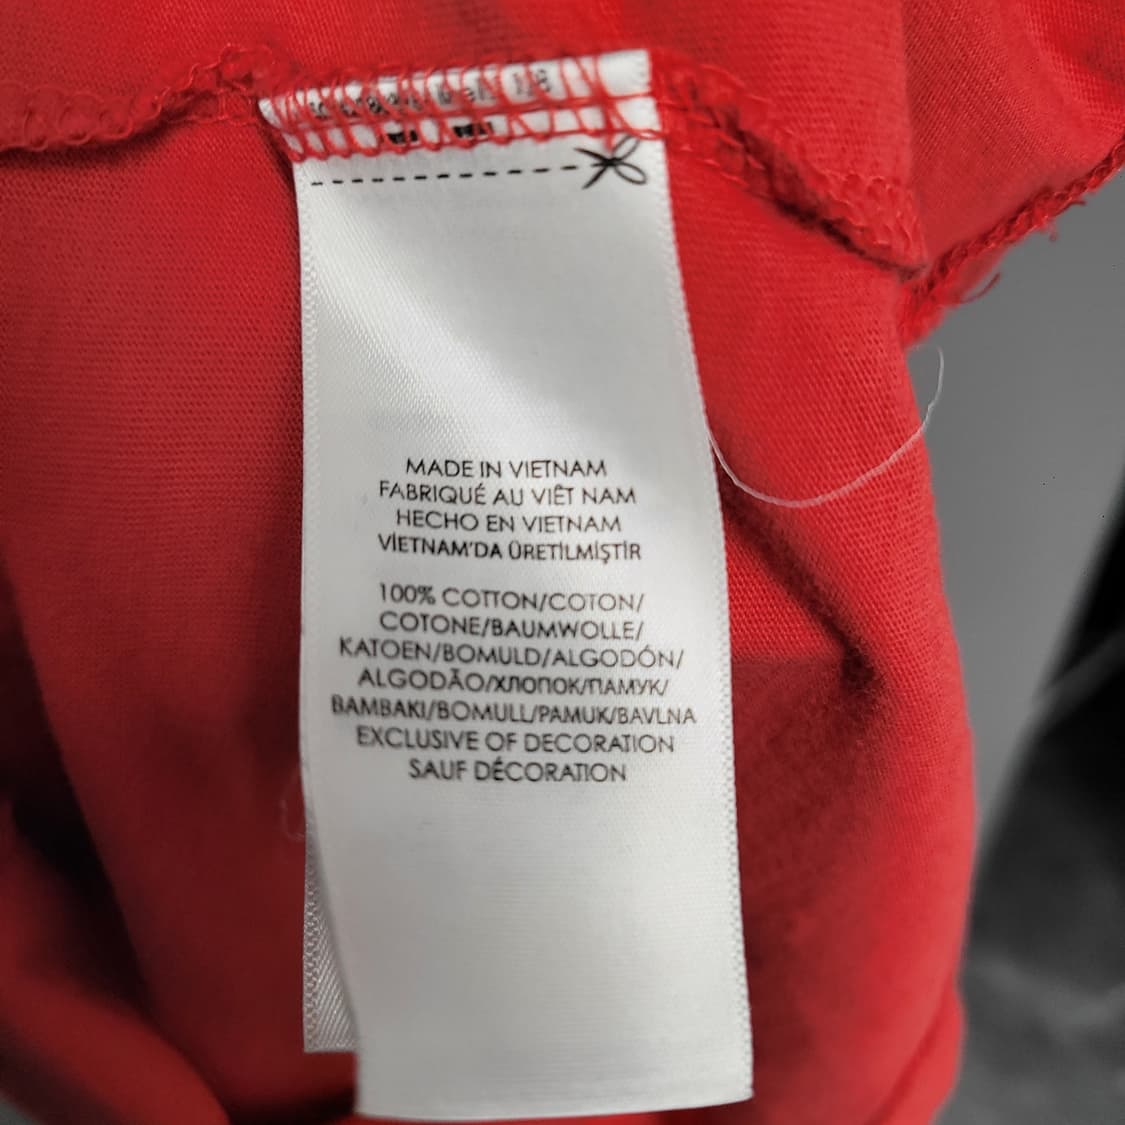 MADE IN VIETNAM
FABRIQUÉ AU VIÊT NAM
HECHO EN VIETNAM
VİETNAM'DA ÜRETİLMİŞTİR
100% COTTON/COTON/
COTONE/BAUMWOLLE/
KATOEN/BOMULD/ALGODÓN/
ALGODÃO/ХЛОПОК/ПАМУК/
BAMBAKI/BOMULL/PAMUK/BAVLNA
EXCLUSIVE OF DECORATION
SAUF DÉCORATION